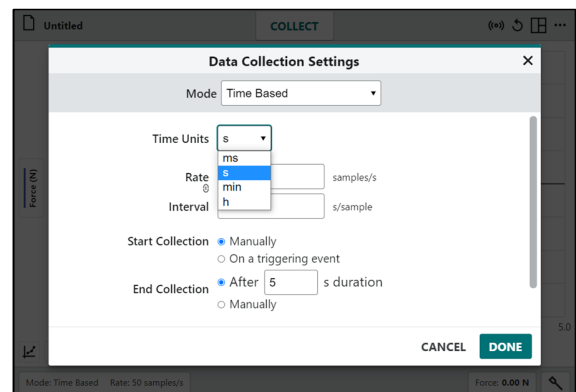 Untitled
COLLECT
Data Collection Settings
Mode Time Based
Time Units s
ms
s
min
h
Rate samples/s
Interval s/sample
Force (N)
Start Collection Manually
On a triggering event
End Collection After 5 s duration
Manually
5.0
CANCEL DONE
Mode: Time Based Rate: 50 samples/s Force: 0.00 N